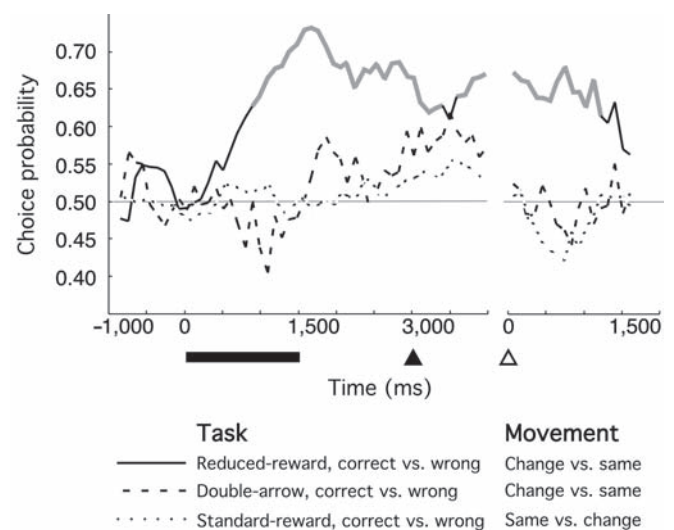 0.70
0.65
0.60
0.55
0.50
0.45
0.40
Choice probability
−1,000 0 1,500 3,000 0 1,500
Time (ms)
Task Movement
Reduced-reward, correct vs. wrong Change vs. same
Double-arrow, correct vs. wrong Change vs. same
Standard-reward, correct vs. wrong Same vs. change